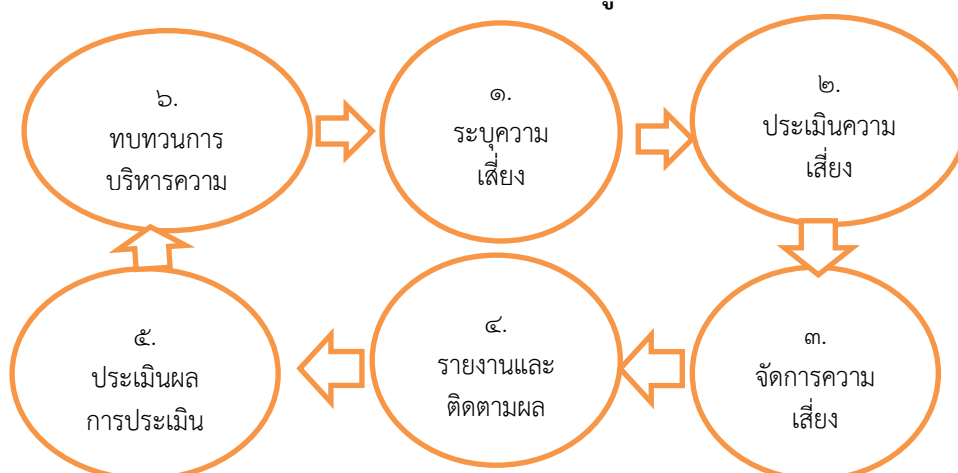 ๑.
ระบุความ
เสี่ยง
๒.
ประเมินความ
เสี่ยง
๓.
จัดการความ
เสี่ยง
๔.
รายงานและ
ติดตามผล
๕.
ประเมินผล
การประเมิน
๖.
ทบทวนการ
บริหารความ